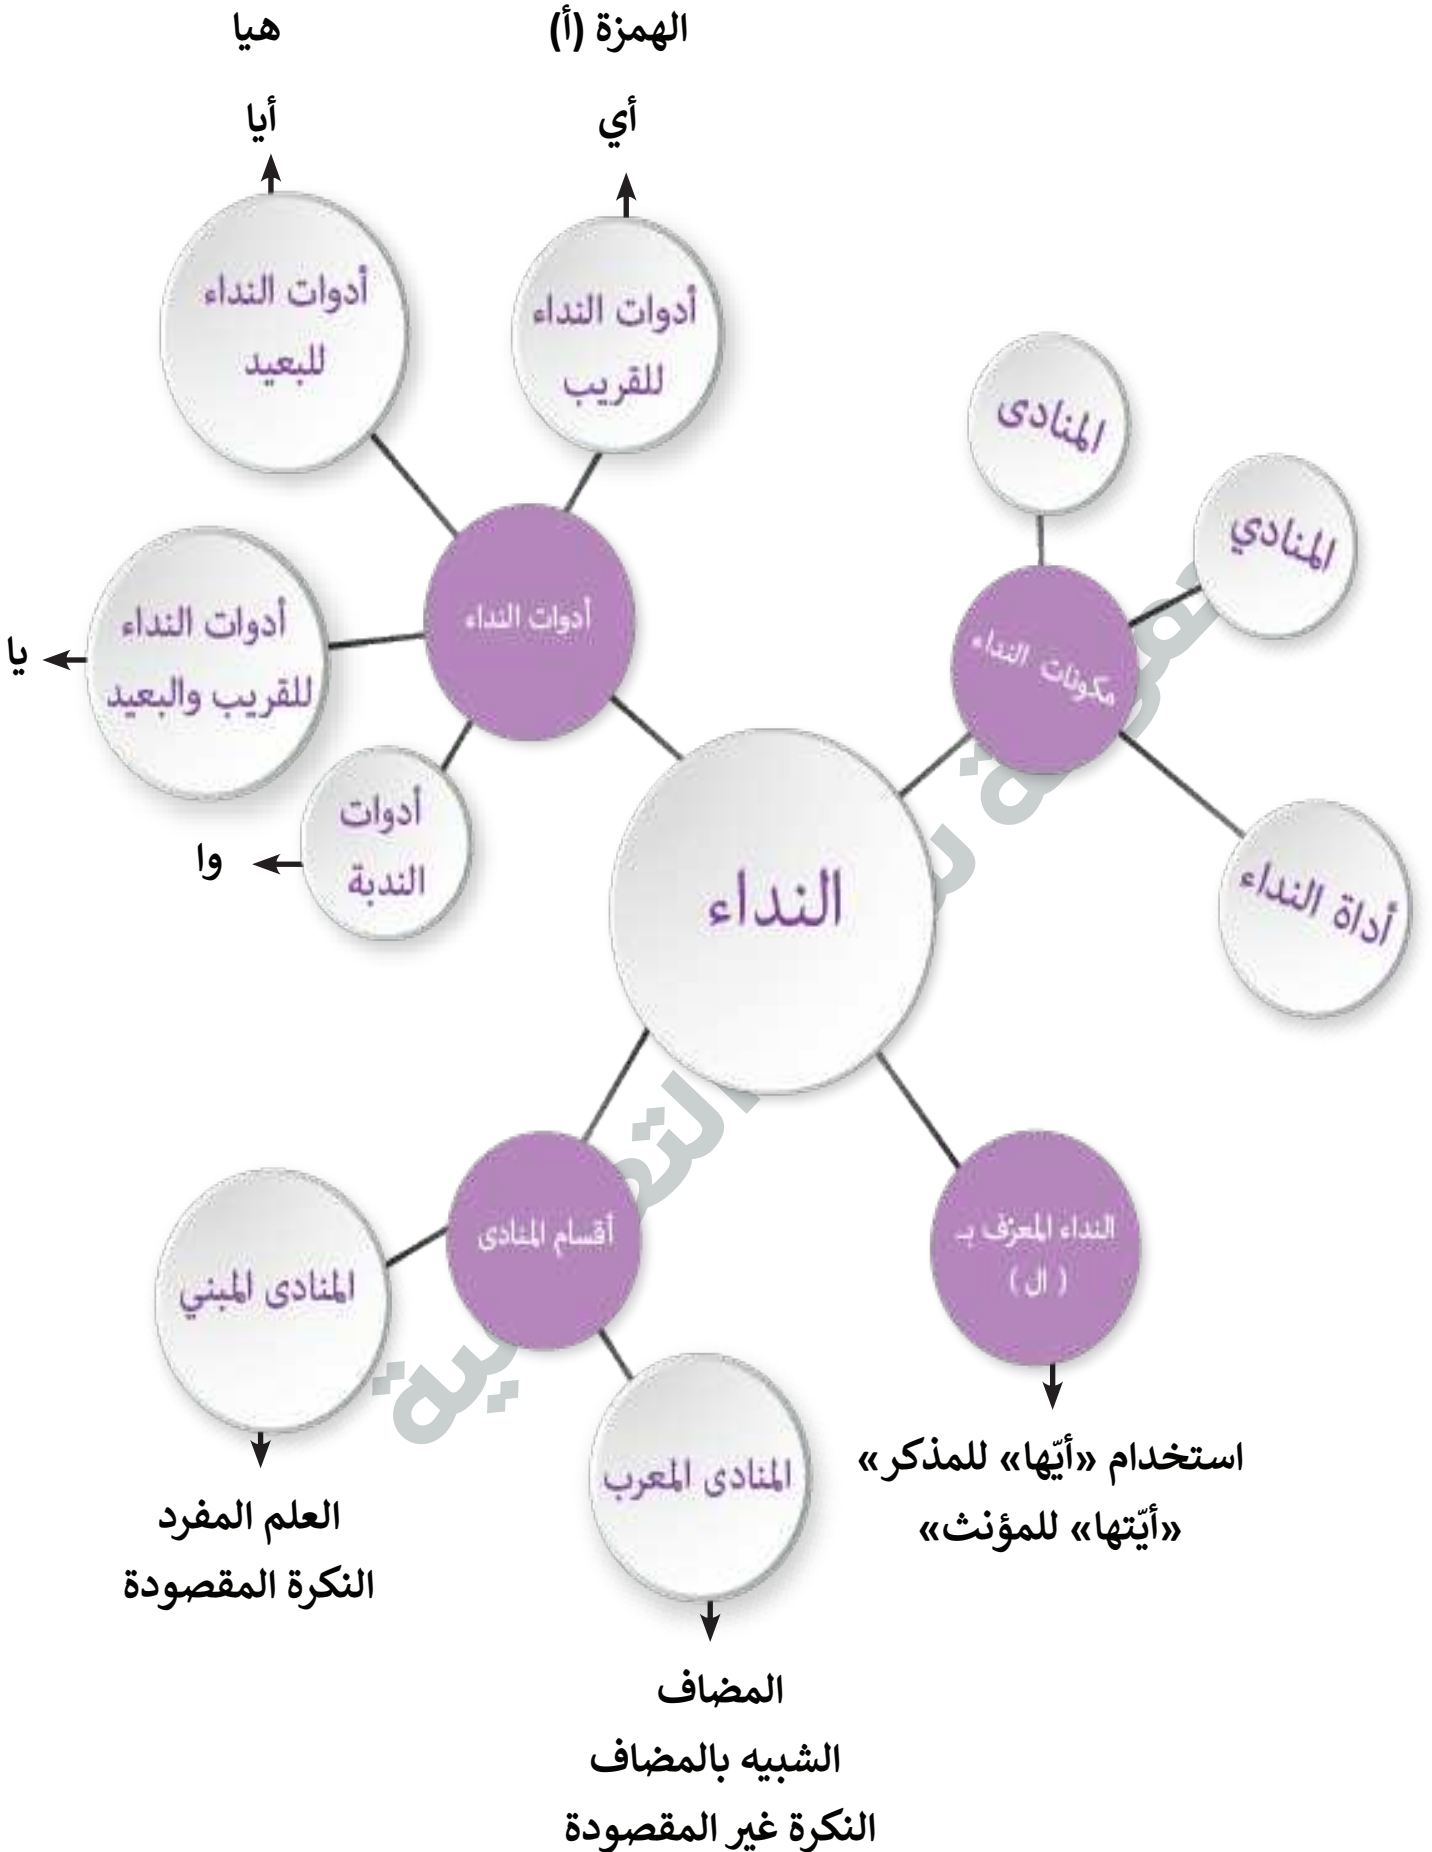 الهمزة (أ)
أي
هيا
أيا
أدوات النداء
للقريب
أدوات النداء
للبعيد
المنادى
المنادي
مكونات النداء
أداة النداء
أدوات النداء
أدوات النداء
للقريب والبعيد
يا
أدوات
الندبة
وا
النداء
النداء المعرّف بـ
( ال )
استخدام «أيّها» للمذكر»
«أيّتها» للمؤنث»
أقسام المنادى
المنادى المبني
العلم المفرد
النكرة المقصودة
المنادى المعرب
المضاف
الشبيه بالمضاف
النكرة غير المقصودة